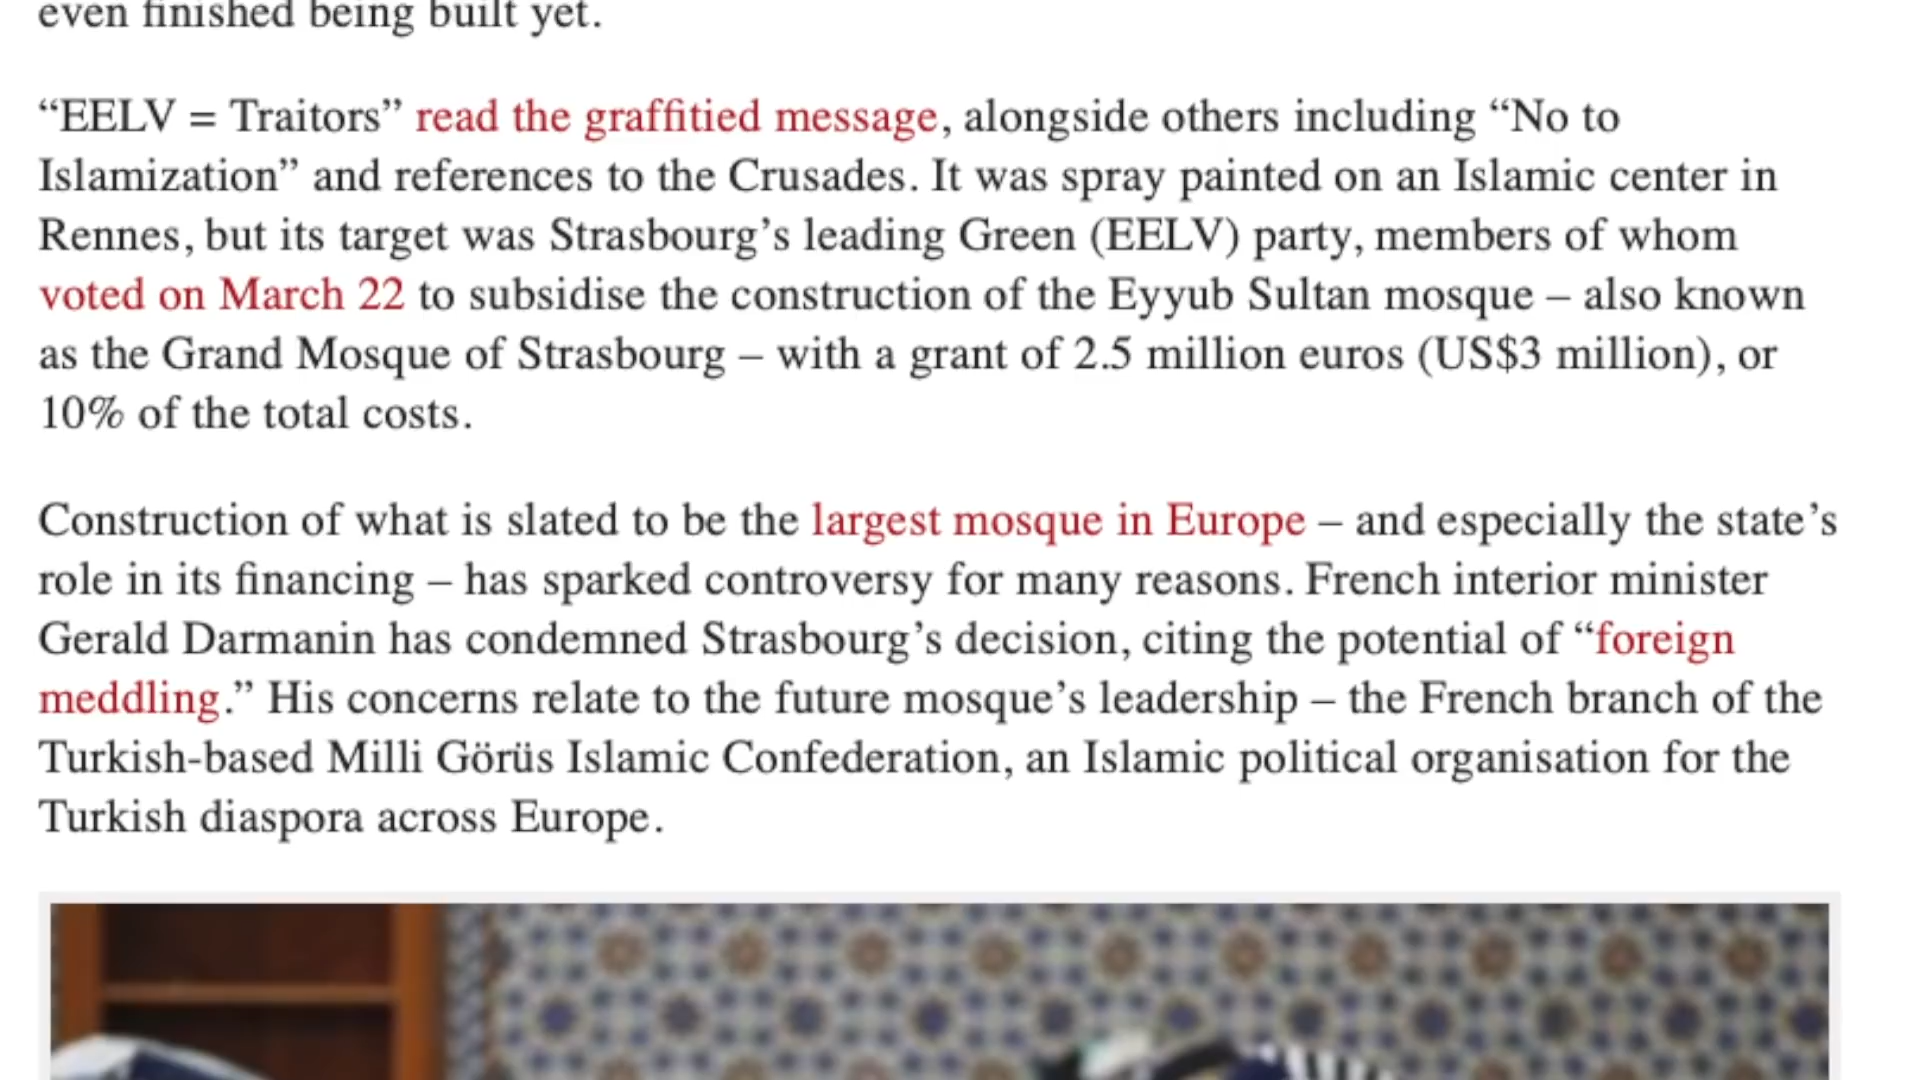 even finished being built yet.
“EELV = Traitors” read the graffitied message, alongside others including “No to
Islamization” and references to the Crusades. It was spray painted on an Islamic center in
Rennes, but its target was Strasbourg’s leading Green (EELV) party, members of whom
voted on March 22 to subsidise the construction of the Eyyub Sultan mosque – also known
as the Grand Mosque of Strasbourg – with a grant of 2.5 million euros (US$3 million), or
10% of the total costs.
Construction of what is slated to be the largest mosque in Europe – and especially the state’s
role in its financing – has sparked controversy for many reasons. French interior minister
Gerald Darmanin has condemned Strasbourg’s decision, citing the potential of “foreign
meddling.” His concerns relate to the future mosque’s leadership – the French branch of the
Turkish-based Milli Görüs Islamic Confederation, an Islamic political organisation for the
Turkish diaspora across Europe.